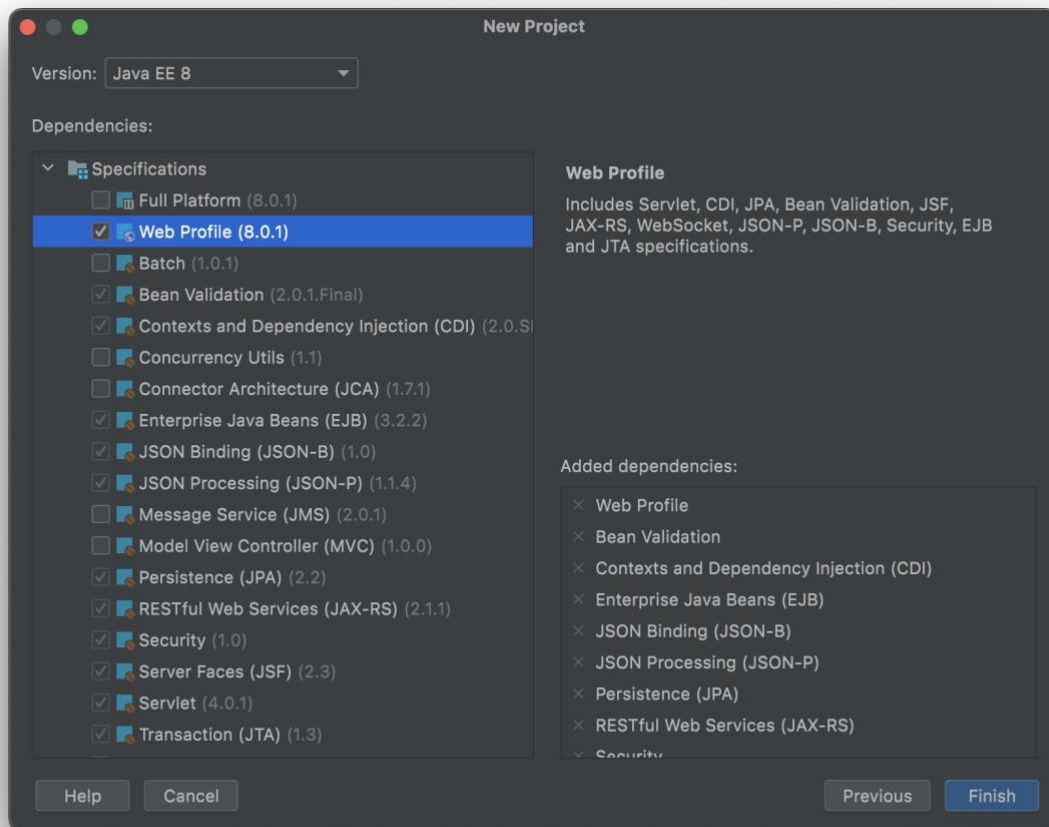 New Project
Version: Java EE 8
Dependencies:
Specifications
Full Platform (8.0.1)
Web Profile (8.0.1)
Batch (1.0.1)
Bean Validation (2.0.1.Final)
Contexts and Dependency Injection (CDI) (2.0.
Concurrency Utils (1.1)
Connector Architecture (JCA) (1.7.1)
Enterprise Java Beans (EJB) (3.2.2)
JSON Binding (JSON-B) (1.0)
JSON Processing (JSON-P) (1.1.4)
Message Service (JMS) (2.0.1)
Model View Controller (MVC) (1.0.0)
Persistence (JPA) (2.2)
RESTful Web Services (JAX-RS) (2.1.1)
Security (1.0)
Server Faces (JSF) (2.3)
Servlet (4.0.1)
Transaction (JTA) (1.3)
Web Profile
Includes Servlet, CDI, JPA, Bean Validation, JSF,
JAX-RS, WebSocket, JSON-P, JSON-B, Security, EJB
and JTA specifications.
Added dependencies:
Web Profile
Bean Validation
Contexts and Dependency Injection (CDI)
Enterprise Java Beans (EJB)
JSON Binding (JSON-B)
JSON Processing (JSON-P)
Persistence (JPA)
RESTful Web Services (JAX-RS)
Security
Help
Cancel
Previous
Finish